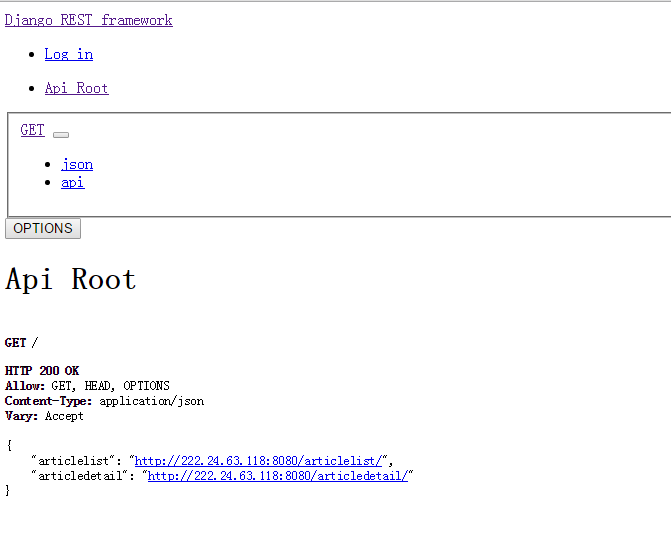 Django REST framework
Log in
Api Root
GET
json
api
OPTIONS
Api Root
GET /
HTTP 200 OK
Allow: GET, HEAD, OPTIONS
Content-Type: application/json
Vary: Accept
{
"articlelist": "http://222.24.63.118:8080/articlelist/",
"articledetail": "http://222.24.63.118:8080/articledetail/"
}